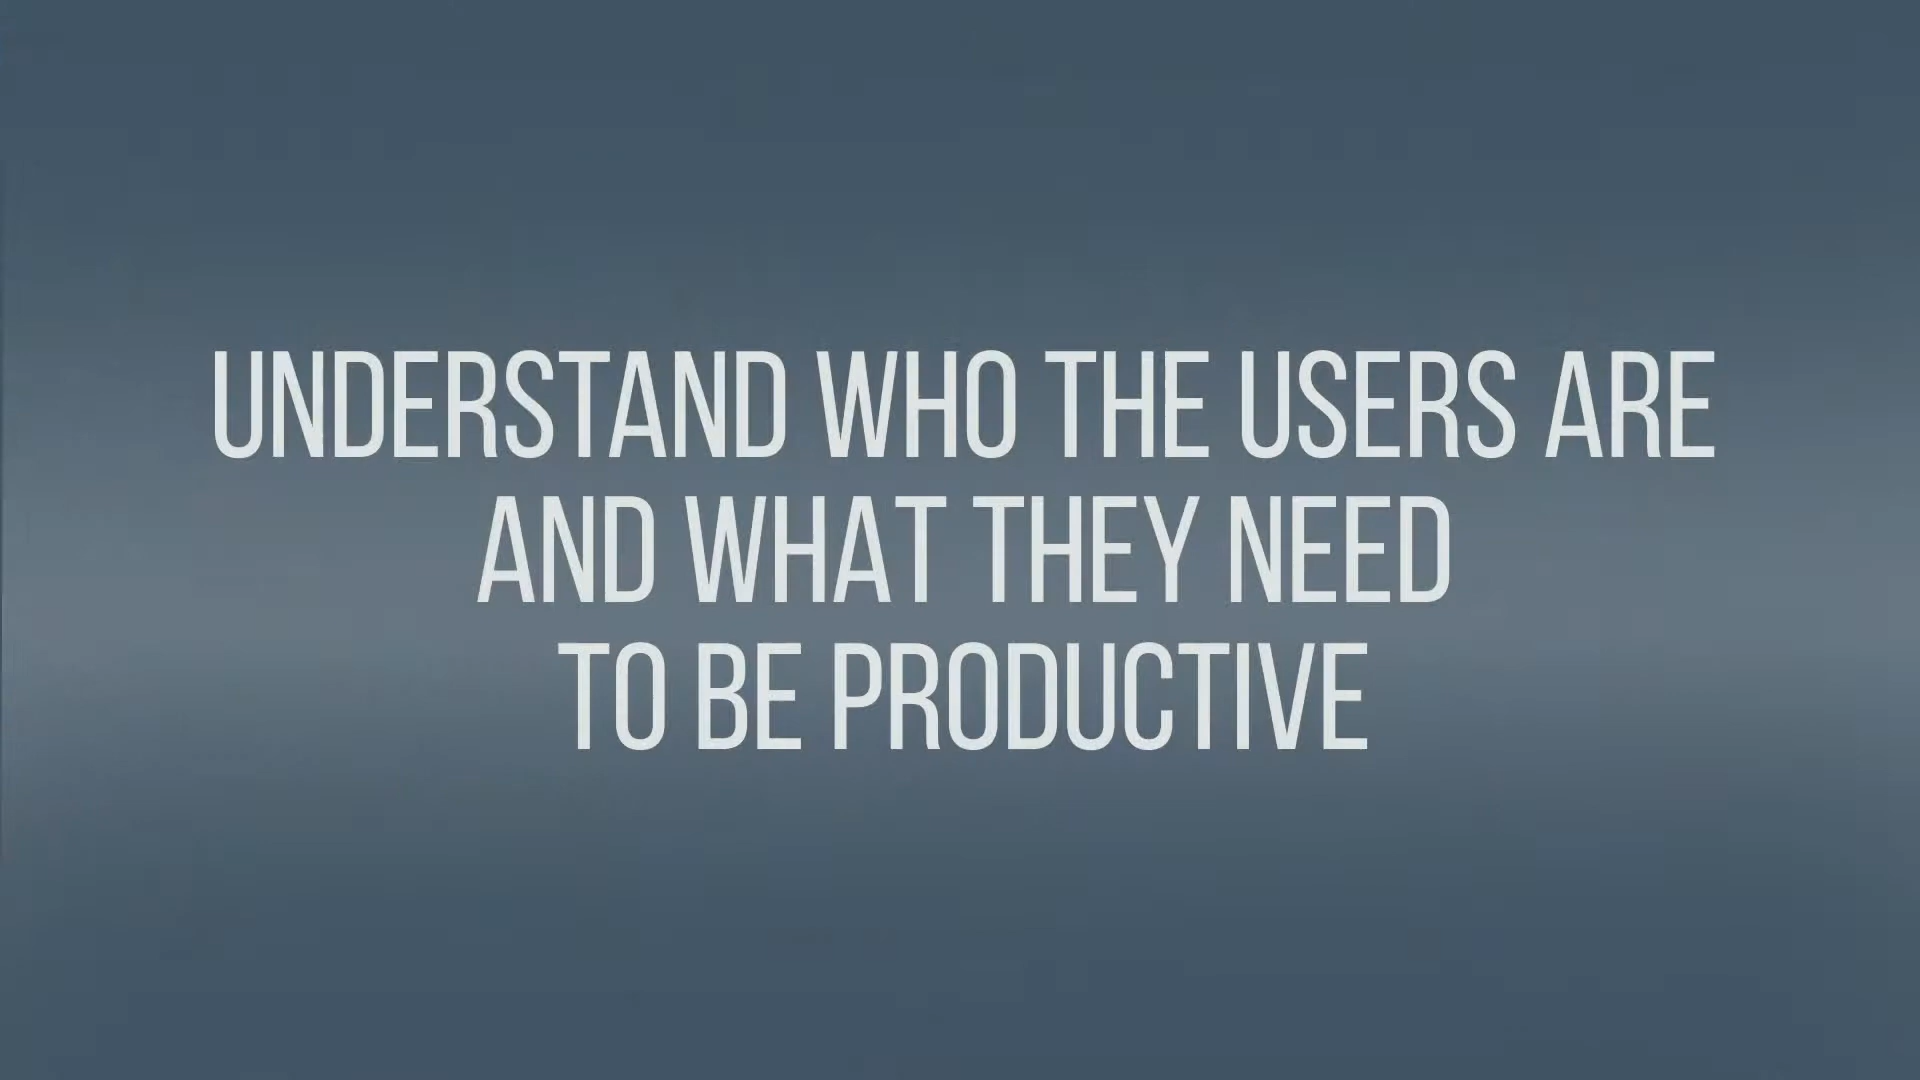 UNDERSTAND WHO THE USERS ARE
AND WHAT THEY NEED
TO BE PRODUCTIVE